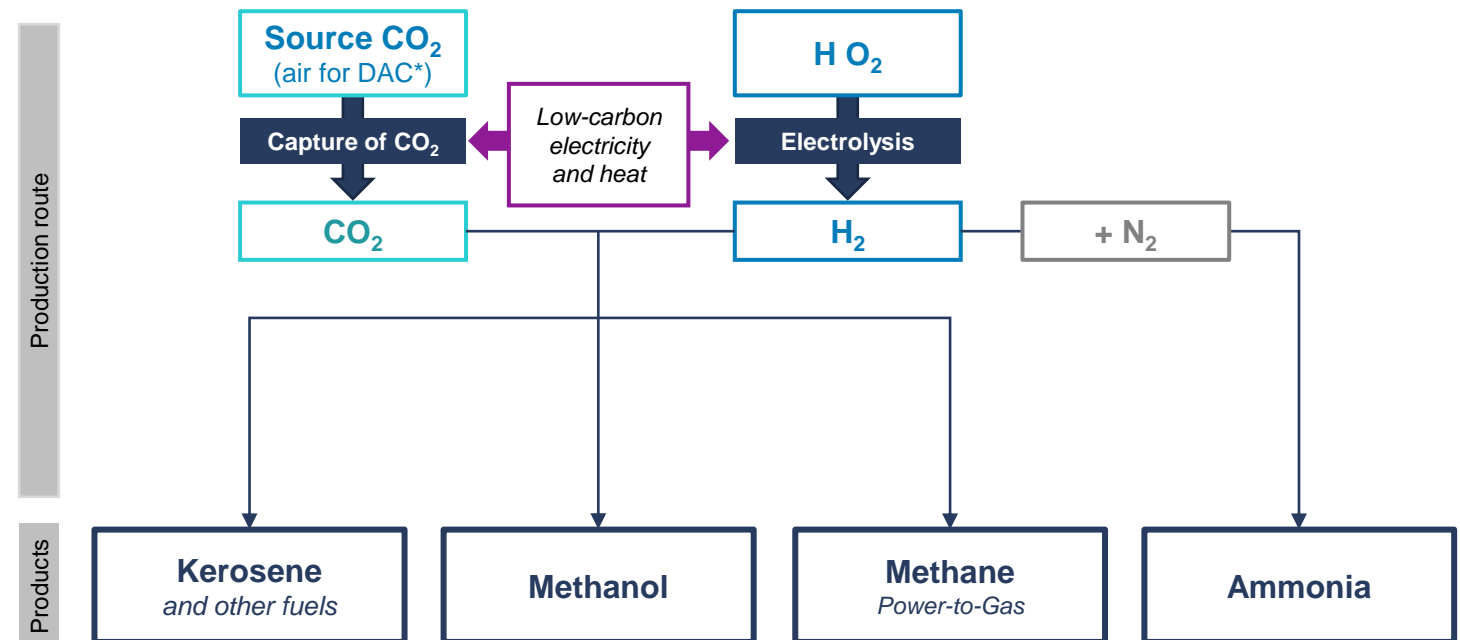 Production route
Source CO₂
(air for DAC*)
H O₂
Low-carbon
electricity
and heat
Capture of CO₂
Electrolysis
CO₂
H₂
+ N₂
Products
Kerosene
and other fuels
Methanol
Methane
Power-to-Gas
Ammonia